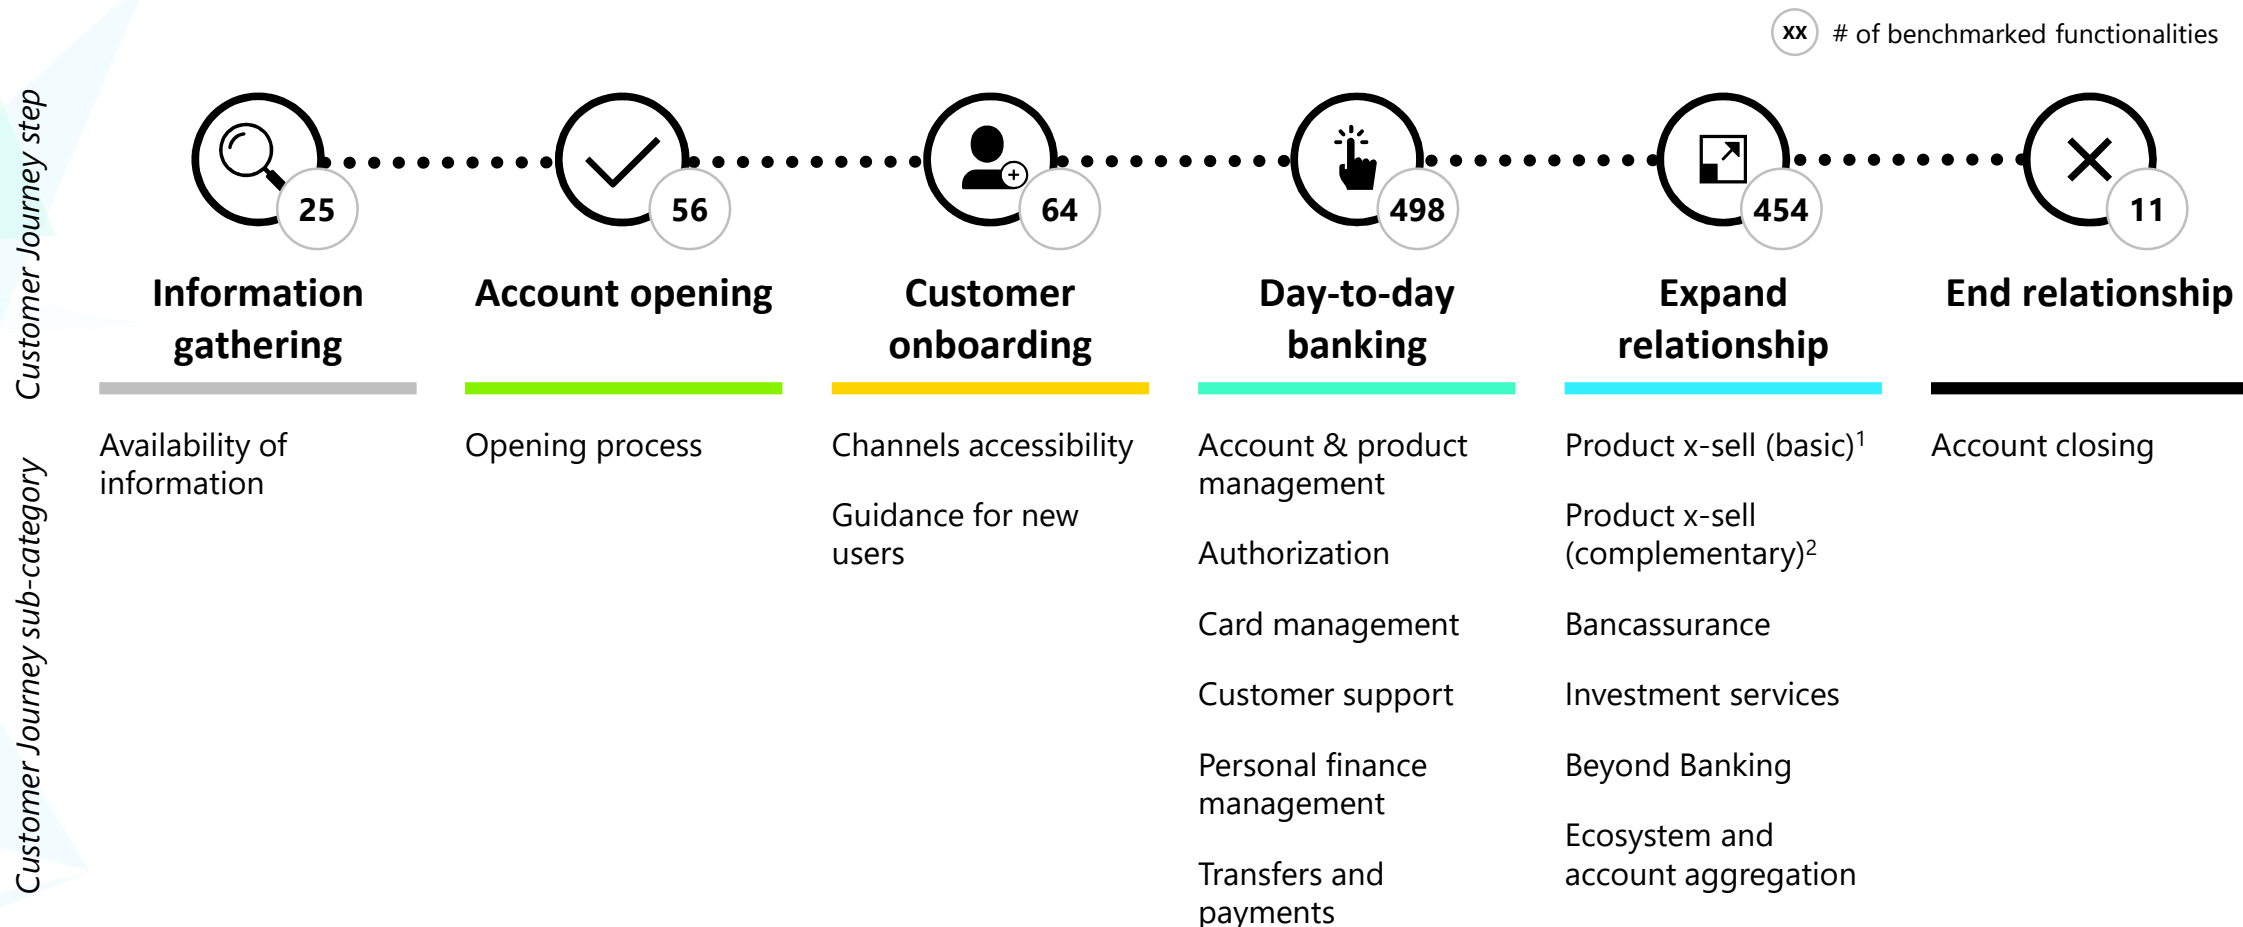 xx # of benchmarked functionalities
Customer Journey step
25
56
64
498
454
11
Information
gathering
Account opening
Customer
onboarding
Day-to-day
banking
Expand
relationship
End relationship
Customer Journey sub-category
Availability of
information
Opening process
Channels accessibility
Guidance for new
users
Account & product
management
Authorization
Card management
Customer support
Personal finance
management
Transfers and
payments
Product x-sell (basic)¹
Product x-sell
(complementary)²
Bancassurance
Investment services
Beyond Banking
Ecosystem and
account aggregation
Account closing